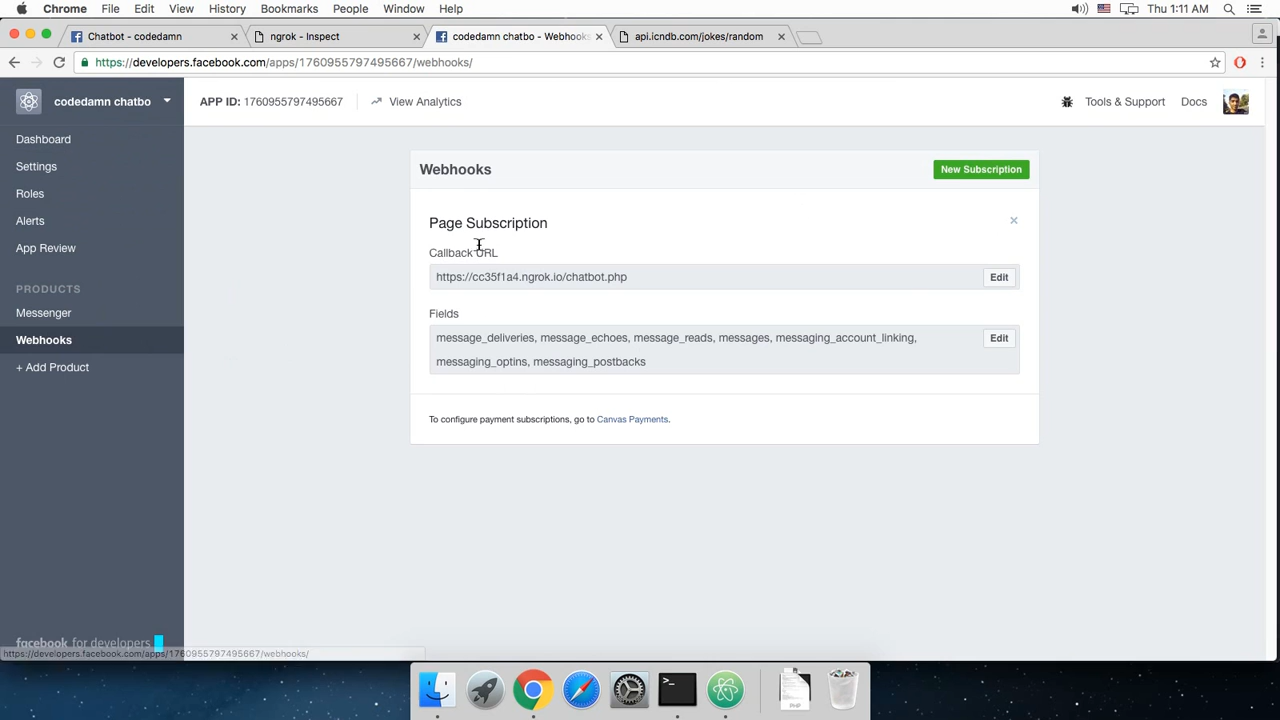 Chrome File Edit View History Bookmarks People Window Help Thu 1:11 AM
Chatbot - codedamn ngrok - Inspect codedamn chatbo - Webhooks api.icndb.com/jokes/random
https://developers.facebook.com/apps/1760955797495667/webhooks/
codedamn chatbo APP ID: 1760955797495667 View Analytics Tools & Support Docs
Dashboard
Settings
Roles
Alerts
App Review
PRODUCTS
Messenger
Webhooks
+ Add Product
Webhooks New Subscription
Page Subscription
Callback URL
https://cc35f1a4.ngrok.io/chatbot.php Edit
Fields
message_deliveries, message_echoes, message_reads, messages, messaging_account_linking, Edit
messaging_optins, messaging_postbacks
To configure payment subscriptions, go to Canvas Payments.
facebook for developers
https://developers.facebook.com/apps/1760955797495667/webhooks/
>_
PHP